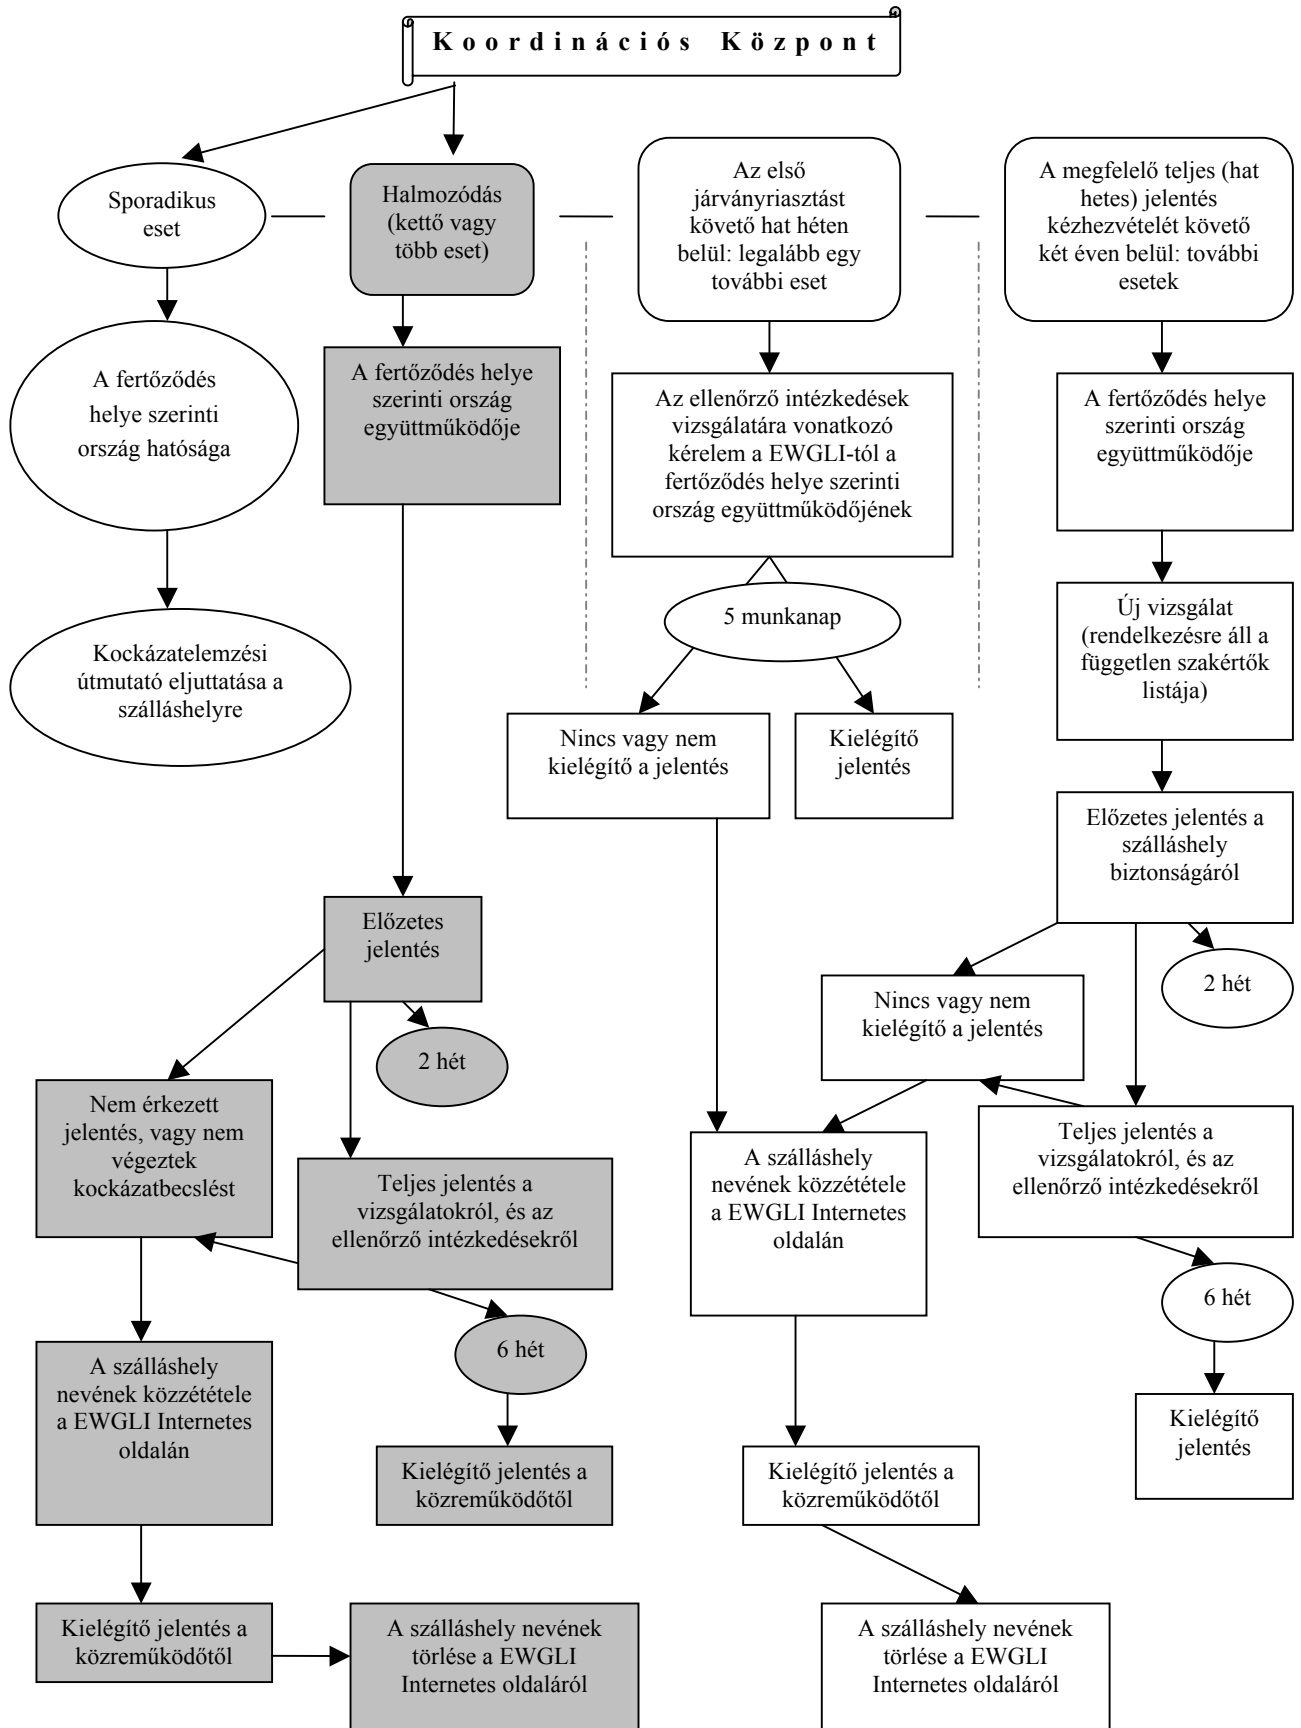 Koordinációs Központ
Sporadikus
eset
Halmozódás
(kettő vagy
több eset)
Az első
járványriasztást
követő hat héten
belül: legalább egy
további eset
A megfelelő teljes (hat
hetes) jelentés
kézhezvételét követő
két éven belül: további
esetek
A fertőződés
helye szerinti
ország hatósága
A fertőződés helye
szerinti ország
együttműködője
Az ellenőrző intézkedések
vizsgálatára vonatkozó
kérelem a EWGLI-tól a
fertőződés helye szerinti
ország együttműködőjének
A fertőződés helye
szerinti ország
együttműködője
Kockázatelemzési
útmutató eljuttatása a
szálláshelyre
5 munkanap
Új vizsgálat
(rendelkezésre áll a
független szakértők
listája)
Nincs vagy nem
kielégítő a jelentés
Kielégítő
jelentés
Előzetes jelentés a
szálláshely
biztonságáról
Előzetes
jelentés
2 hét
Nincs vagy nem
kielégítő a jelentés
2 hét
Nem érkezett
jelentés, vagy nem
végeztek
kockázatbecslést
Teljes jelentés a
vizsgálatokról, és az
ellenőrző intézkedésekről
A szálláshely
nevének közzététele
a EWGLI Internetes
oldalán
Teljes jelentés a
vizsgálatokról, és az
ellenőrző intézkedésekről
6 hét
6 hét
A szálláshely
nevének közzététele
a EWGLI Internetes
oldalán
Kielégítő jelentés a
közreműködőtől
Kielégítő jelentés a
közreműködőtől
Kielégítő
jelentés
Kielégítő jelentés a
közreműködőtől
A szálláshely nevének
törlése a EWGLI
Internetes oldaláról
A szálláshely nevének
törlése a EWGLI
Internetes oldaláról